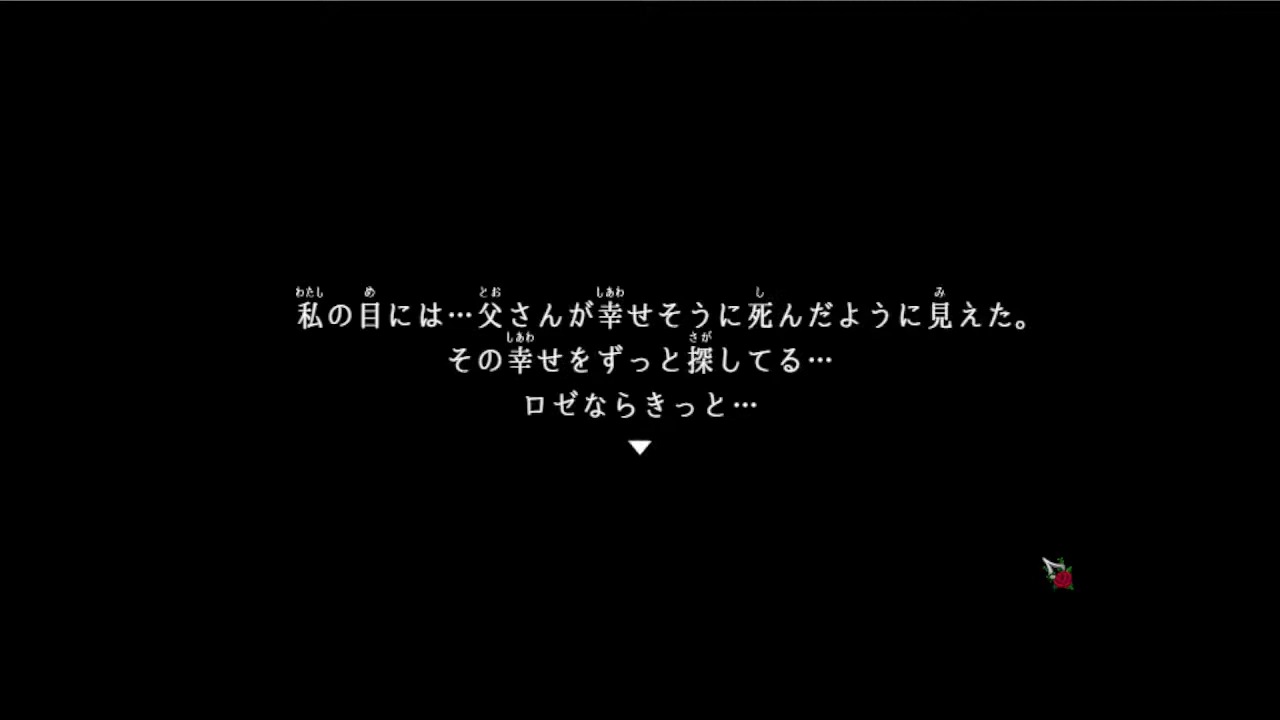 私の目には…父さんが幸せそうに死んだように見えた。
その幸せをずっと探してる…
ロゼならきっと…